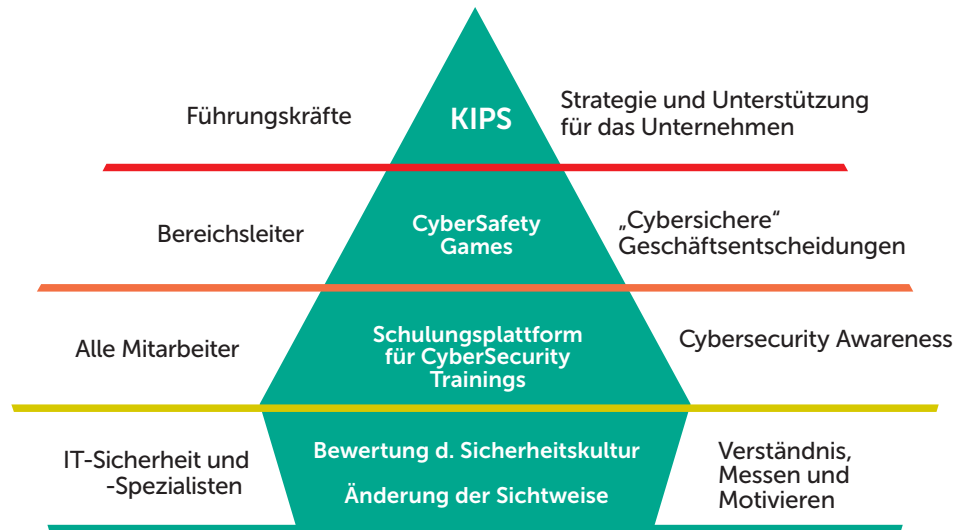 Führungskräfte
KIPS
Strategie und Unterstützung
für das Unternehmen
Bereichsleiter
CyberSafety
Games
„Cybersichere“
Geschäftsentscheidungen
Alle Mitarbeiter
Schulungsplattform
für CyberSecurity
Trainings
Cybersecurity Awareness
IT-Sicherheit und
-Spezialisten
Bewertung d. Sicherheitskultur
Änderung der Sichtweise
Verständnis,
Messen und
Motivieren